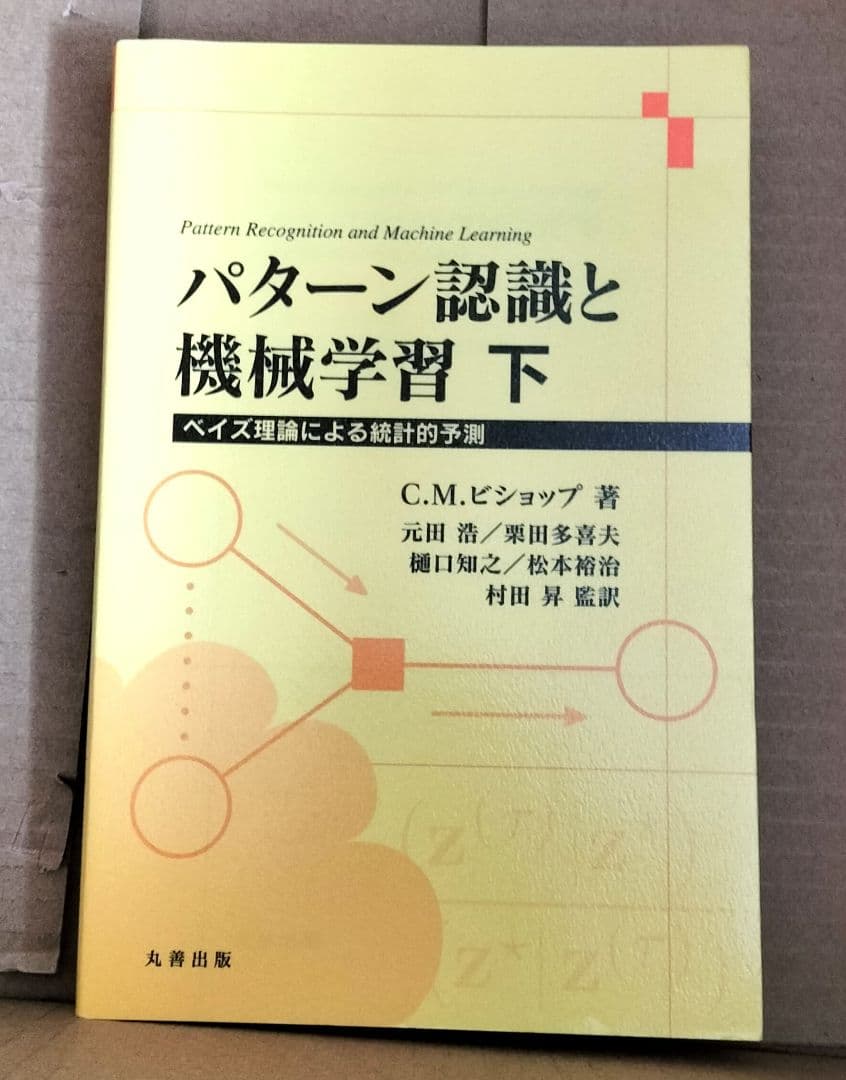 Pattern Recognition and Machine Learning
パターン認識と
機械学習 下
ベイズ理論による統計的予測
C.M.ビショップ 著
元田 浩／栗田多喜夫
樋口知之／松本裕治
村田 昇 監訳
(z(τ) z*)
(z*|z(τ)
丸善出版